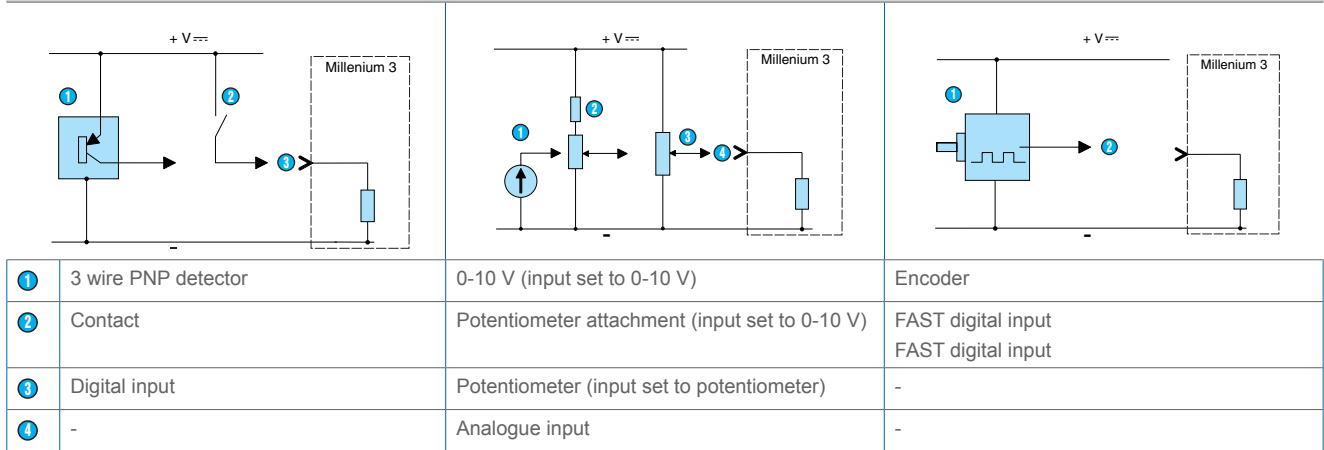 + V
Millenium 3
1
2
3
-
+ V
Millenium 3
1
2
3
4
-
+ V
Millenium 3
1
2
-
1 3 wire PNP detector 0-10 V (input set to 0-10 V) Encoder
2 Contact Potentiometer attachment (input set to 0-10 V) FAST digital input
FAST digital input
3 Digital input Potentiometer (input set to potentiometer) -
4 - Analogue input -